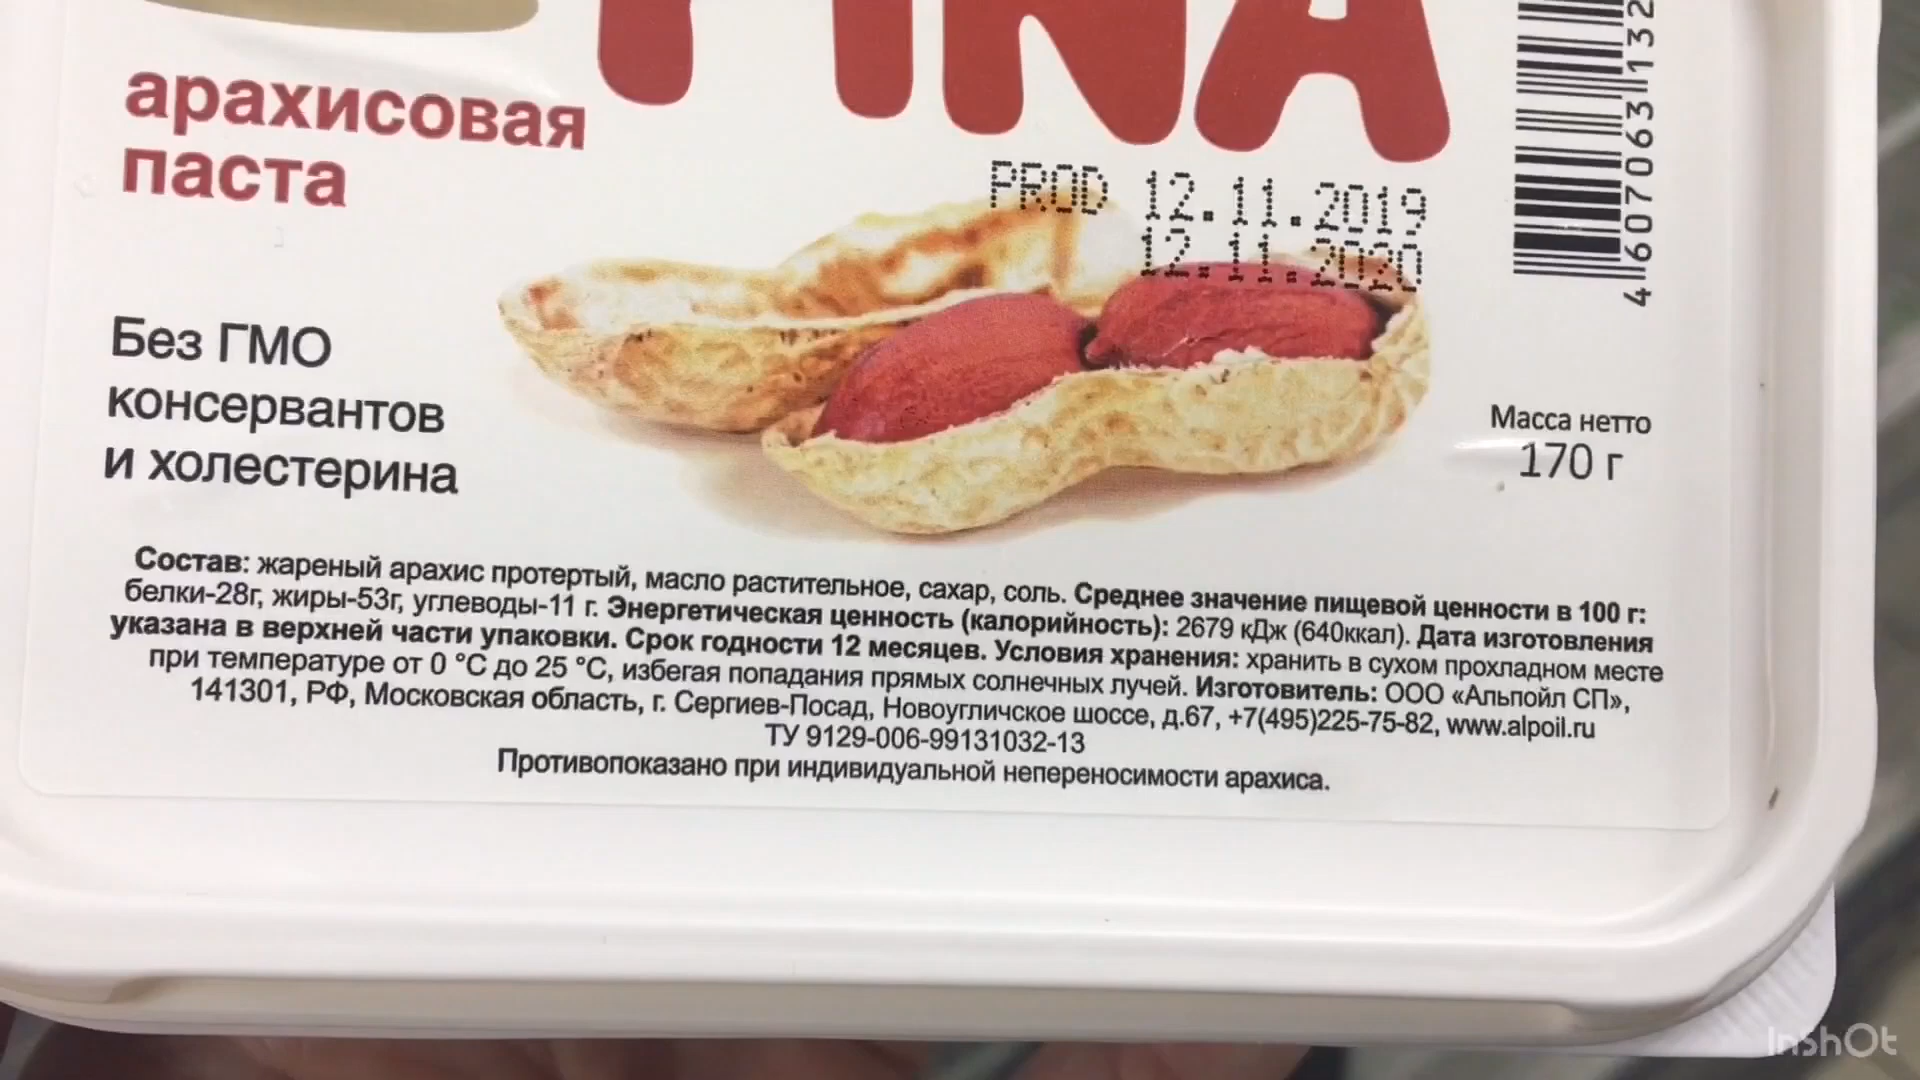 арахисовая
паста
PROD 12.11.2019
12.11.2020
4 607063 132
Без ГМО
консервантов
и холестерина
Масса нетто
170 г
Состав: жареный арахис протертый, масло растительное, сахар, соль. Среднее значение пищевой ценности в 100 г:
белки-28г, жиры-53г, углеводы-11 г. Энергетическая ценность (калорийность): 2679 кДж (640ккал). Дата изготовления
указана в верхней части упаковки. Срок годности 12 месяцев. Условия хранения: хранить в сухом прохладном месте
при температуре от 0 °С до 25 °С, избегая попадания прямых солнечных лучей. Изготовитель: ООО «Альпойл СП»,
141301, РФ, Московская область, г. Сергиев-Посад, Новоугличское шоссе, д.67, +7(495)225-75-82, www.alpoil.ru
ТУ 9129-006-99131032-13
Противопоказано при индивидуальной непереносимости арахиса.
InShOt